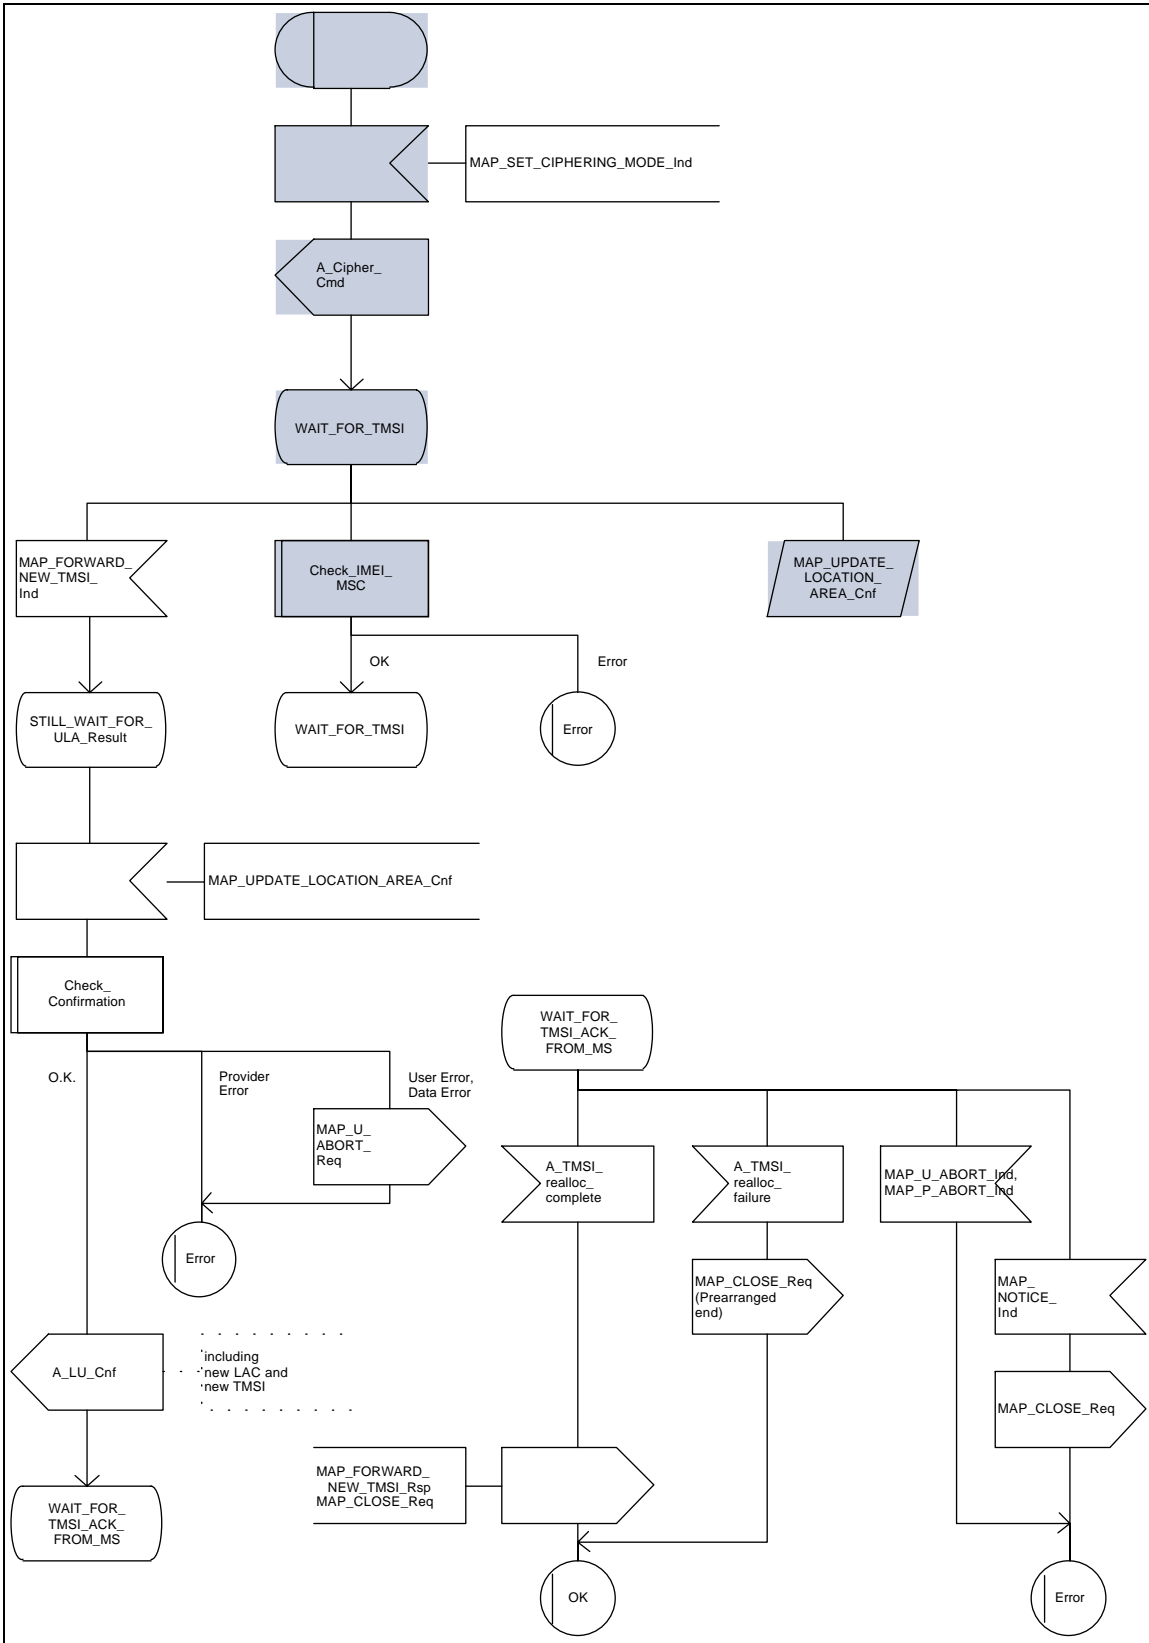 MAP_SET_CIPHERING_MODE_Ind
A_Cipher_
Cmd
WAIT_FOR_TMSI
MAP_FORWARD_
NEW_TMSI_
Ind
Check_IMEI_
MSC
MAP_UPDATE_
LOCATION_
AREA_Cnf
OK
Error
STILL_WAIT_FOR_
ULA_Result
WAIT_FOR_TMSI
Error
MAP_UPDATE_LOCATION_AREA_Cnf
Check_
Confirmation
WAIT_FOR_
TMSI_ACK_
FROM_MS
O.K.
Provider
Error
User Error,
Data Error
MAP_U_
ABORT_
Req
A_TMSI_
realloc_
complete
A_TMSI_
realloc_
failure
MAP_U_ABORT_Ind,
MAP_P_ABORT_Ind
Error
MAP_CLOSE_Req
(Prearranged
end)
MAP_
NOTICE_
Ind
A_LU_Cnf
including
new LAC and
new TMSI
MAP_CLOSE_Req
MAP_FORWARD_
NEW_TMSI_Rsp
MAP_CLOSE_Req
WAIT_FOR_
TMSI_ACK_
FROM_MS
OK
Error